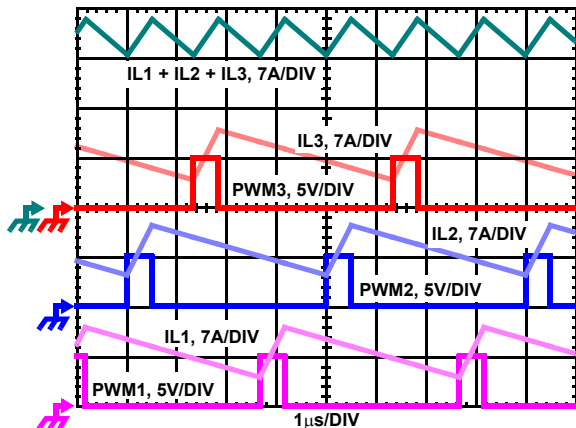 IL1 + IL2 + IL3, 7A/DIV
IL3, 7A/DIV
PWM3, 5V/DIV
IL2, 7A/DIV
PWM2, 5V/DIV
IL1, 7A/DIV
PWM1, 5V/DIV
1µs/DIV